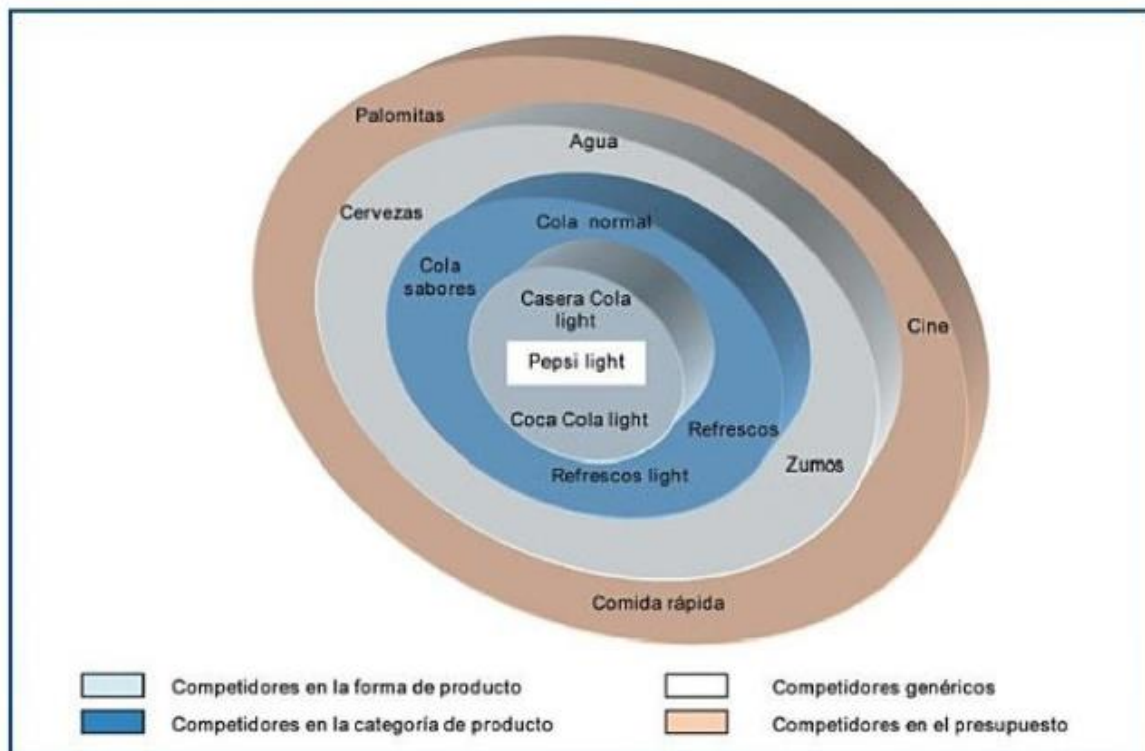 Palomitas
Agua
Cervezas
Cola normal
Cola
sabores
Casera Cola
light
Cine
Pepsi light
Coca Cola light
Refrescos
Zumos
Refrescos light
Comida rápida
Competidores en la forma de producto
Competidores genéricos
Competidores en la categoría de producto
Competidores en el presupuesto